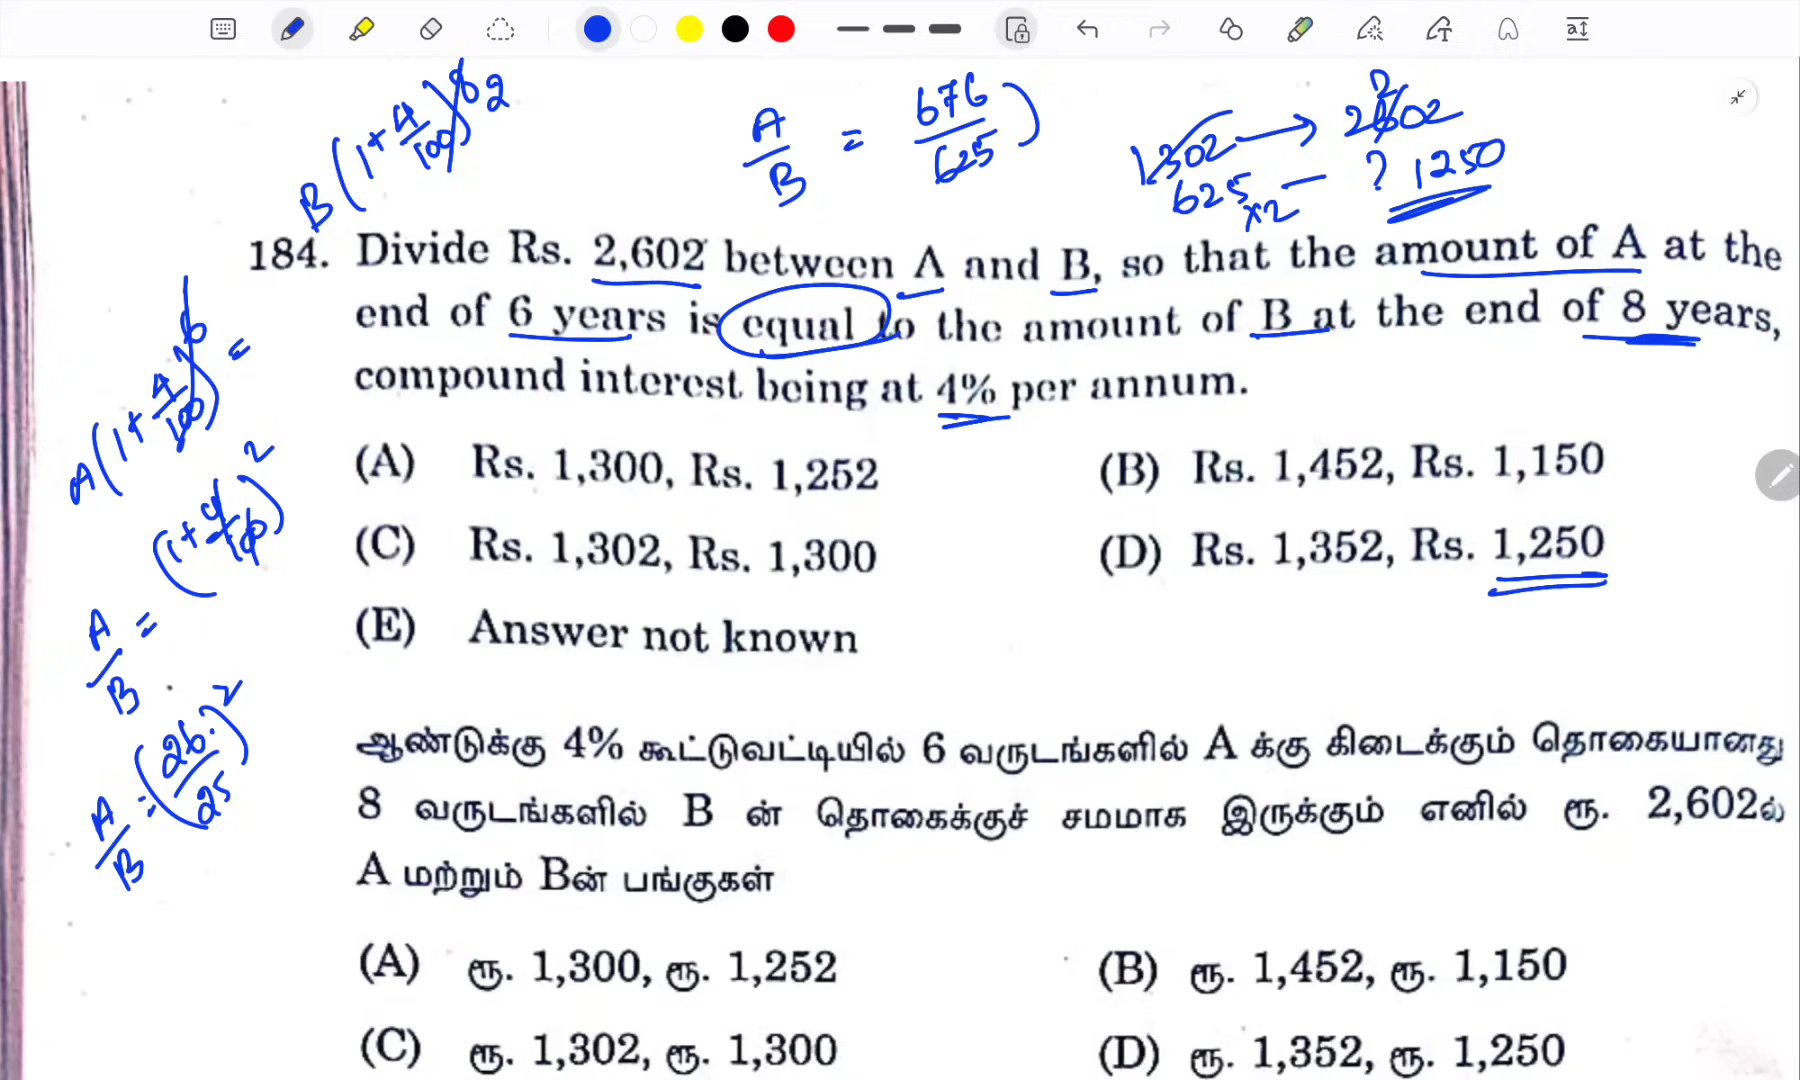 B(1+4/100)^8 2
A/B = 676/625)
1302 → 2602
625 ×2 — ? 1250
184. Divide Rs. 2,602 between A and B, so that the amount of A at the
end of 6 years is equal to the amount of B at the end of 8 years,
compound interest being at 4% per annum.
(A) Rs. 1,300, Rs. 1,252
(B) Rs. 1,452, Rs. 1,150
(C) Rs. 1,302, Rs. 1,300
(D) Rs. 1,352, Rs. 1,250
(E) Answer not known
A(1+4/100)^6 =
(1+4/100)^2
A/B =
A/B = (26/25)^2
ஆண்டுக்கு 4% கூட்டுவட்டியில் 6 வருடங்களில் A க்கு கிடைக்கும் தொகையானது
8 வருடங்களில் B ன் தொகைக்குச் சமமாக இருக்கும் எனில் ரூ. 2,602ல்
A மற்றும் Bன் பங்குகள்
(A) ரூ. 1,300, ரூ. 1,252
(B) ரூ. 1,452, ரூ. 1,150
(C) ரூ. 1,302, ரூ. 1,300
(D) ரூ. 1,352, ரூ. 1,250